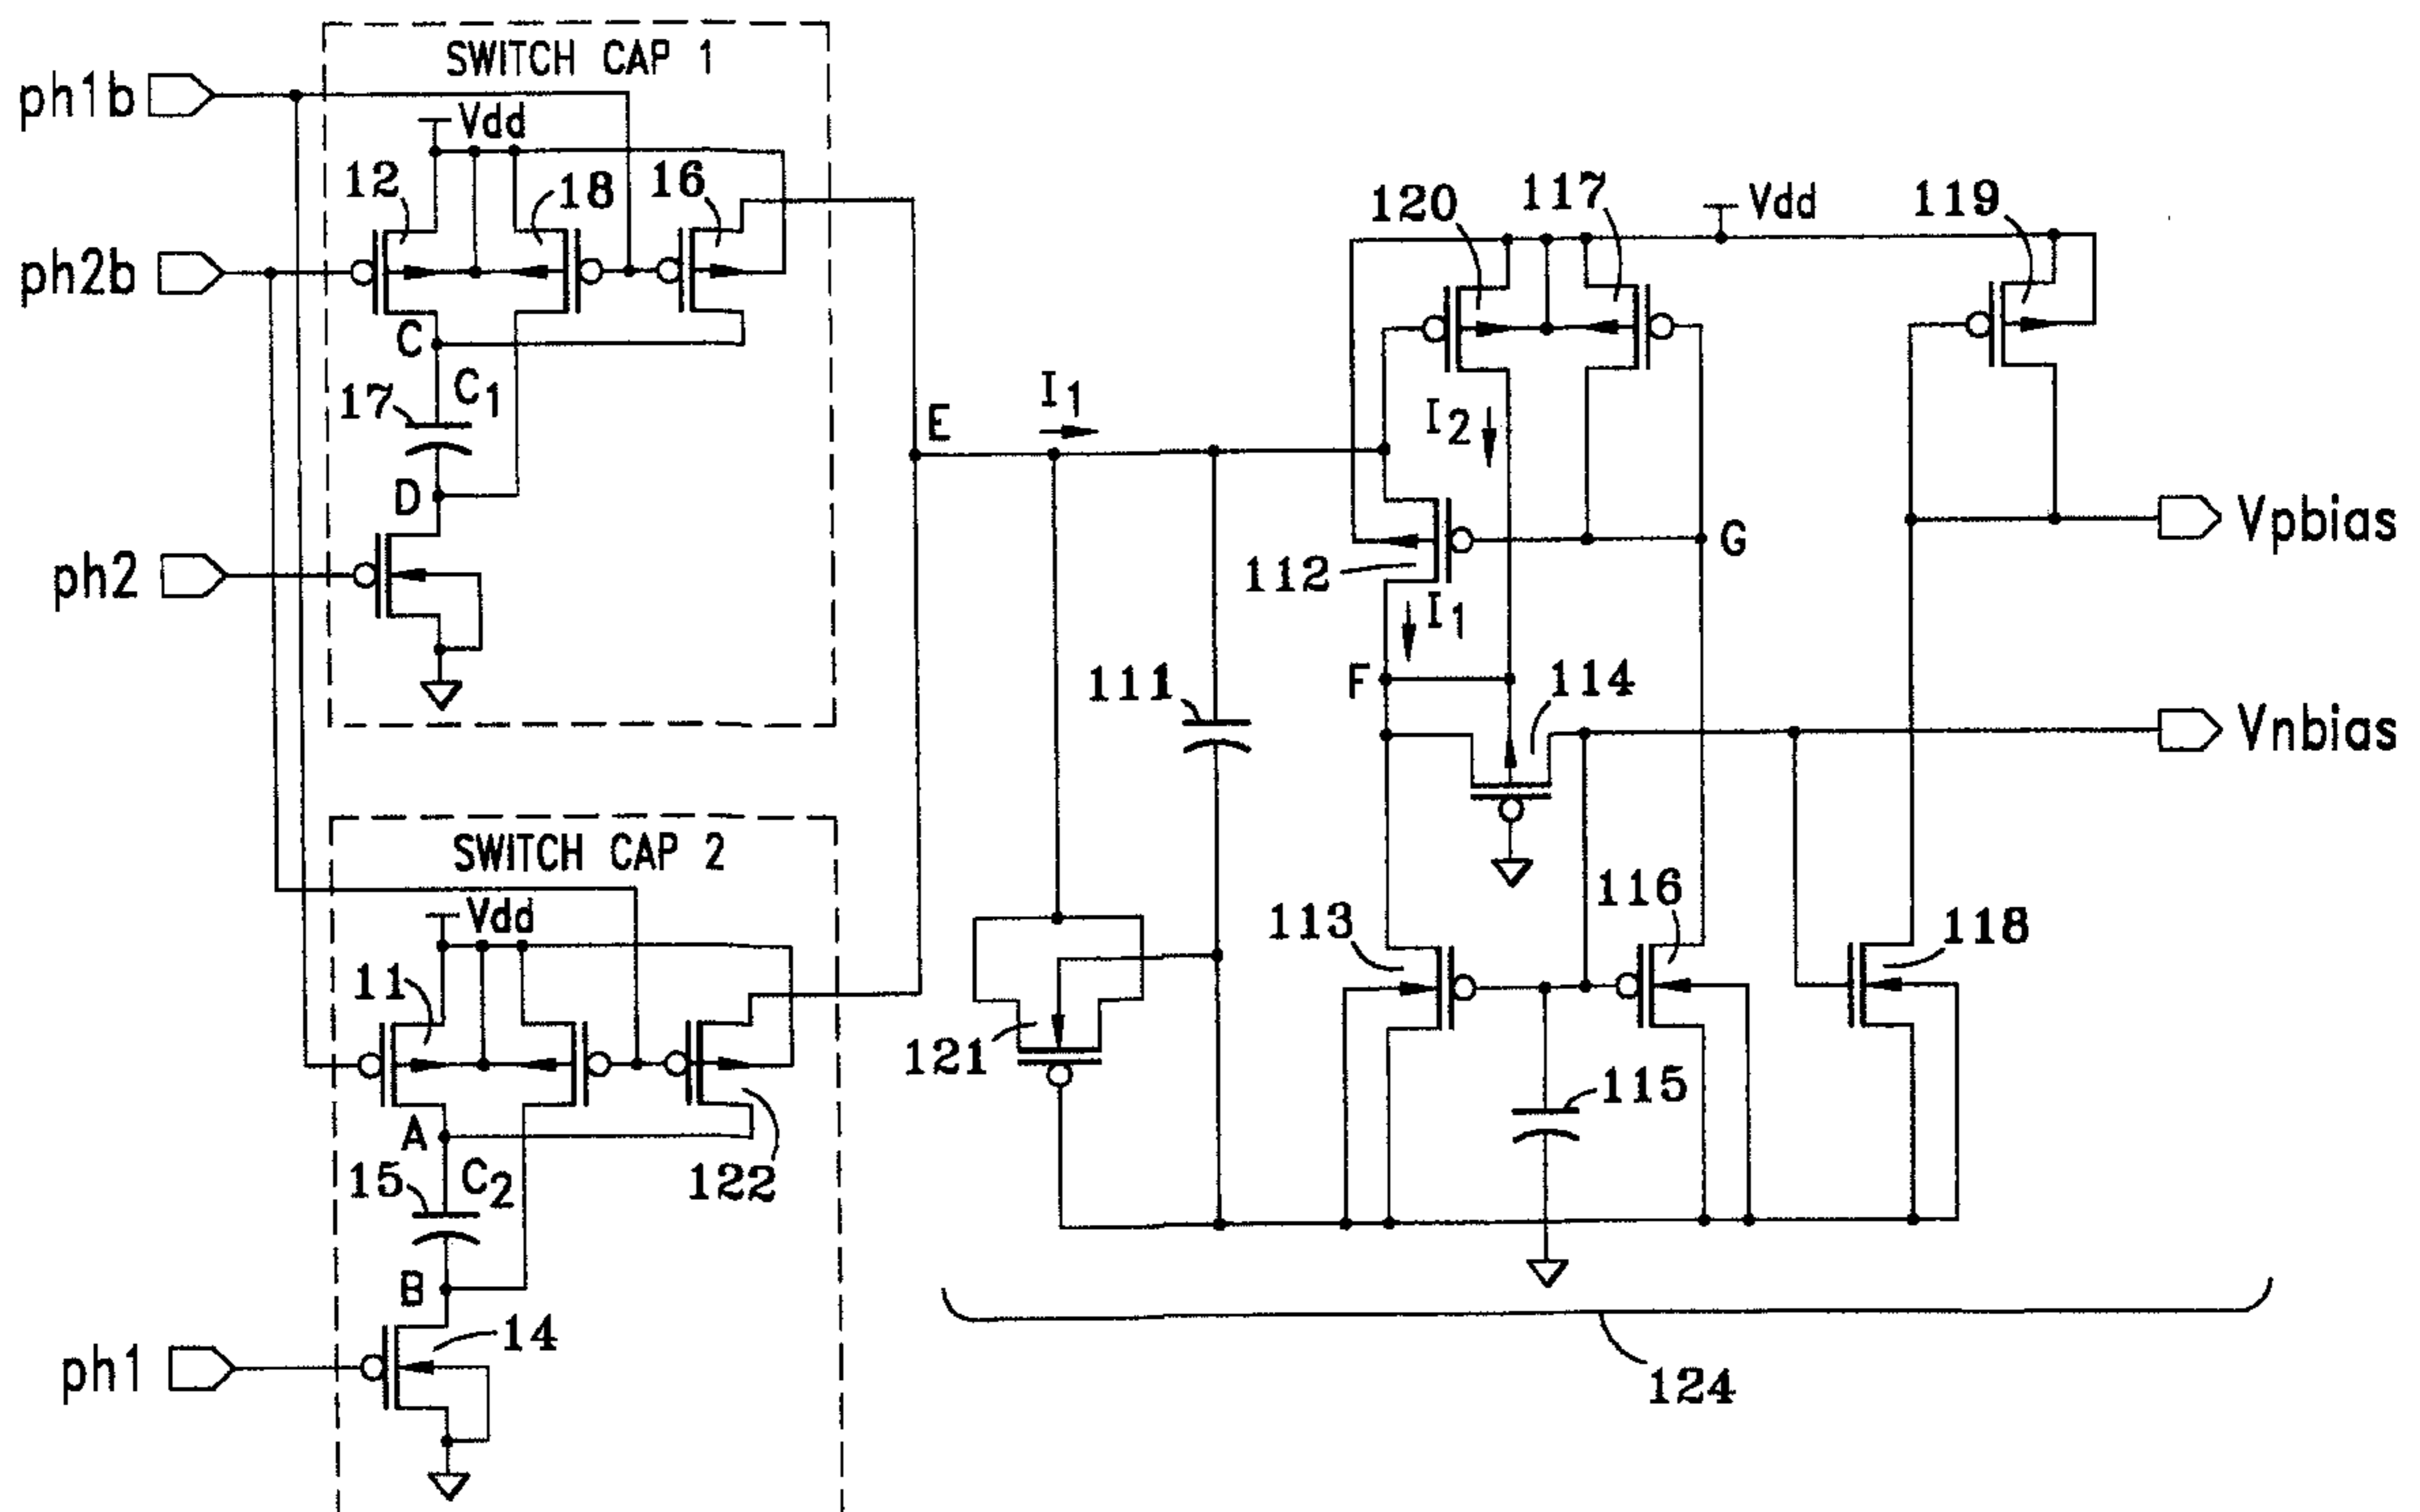 SWITCH CAP 1
ph1b
Vdd
12
18
16
ph2b
C
C1
17
D
ph2
120
117
Vdd
119
E
I1
I2
Vpbias
112
G
I1
F
111
114
Vnbias
SWITCH CAP 2
Vdd
11
113
116
118
121
A
C2
15
122
115
B
14
ph1
124